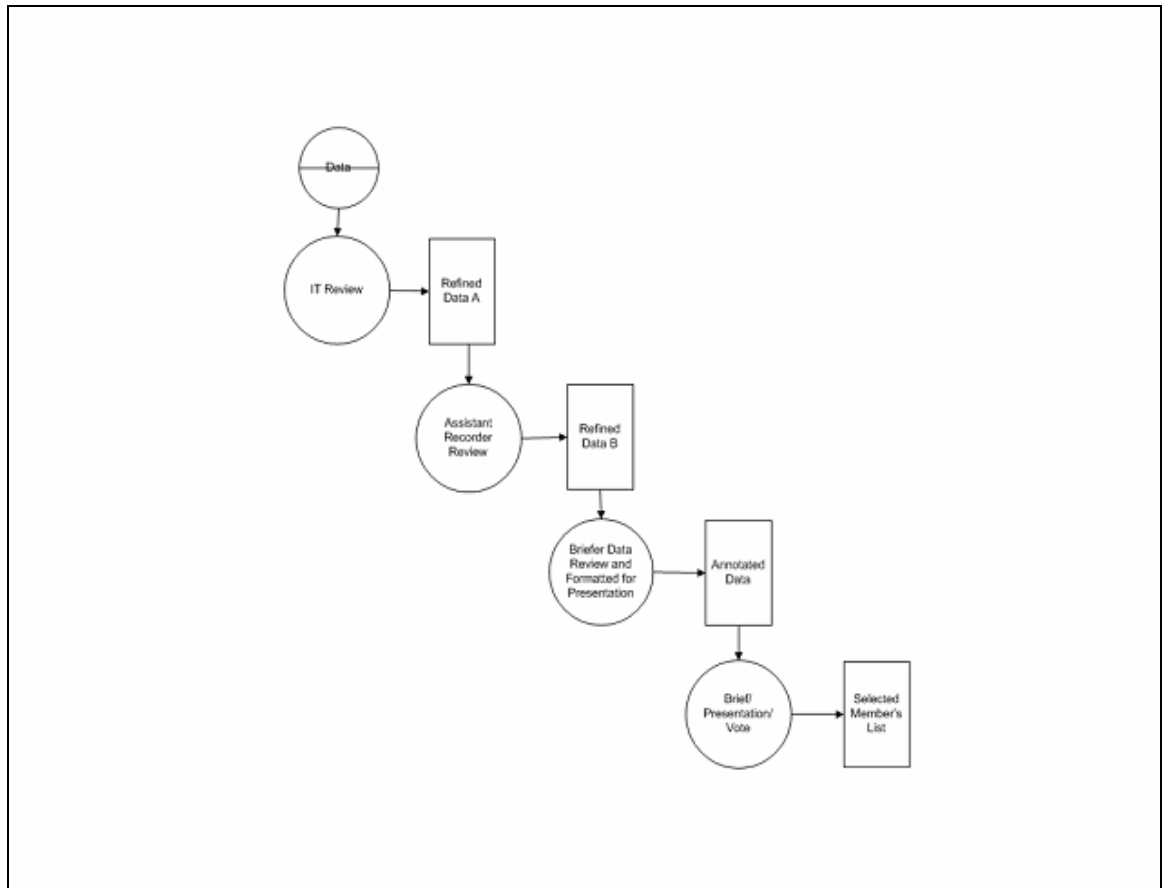 Data
IT Review
Refined
Data A
Assistant
Recorder
Review
Refined
Data B
Briefer Data
Review and
Formatted for
Presentation
Annotated
Data
Brief/
Presentation/
Vote
Selected
Member's
List